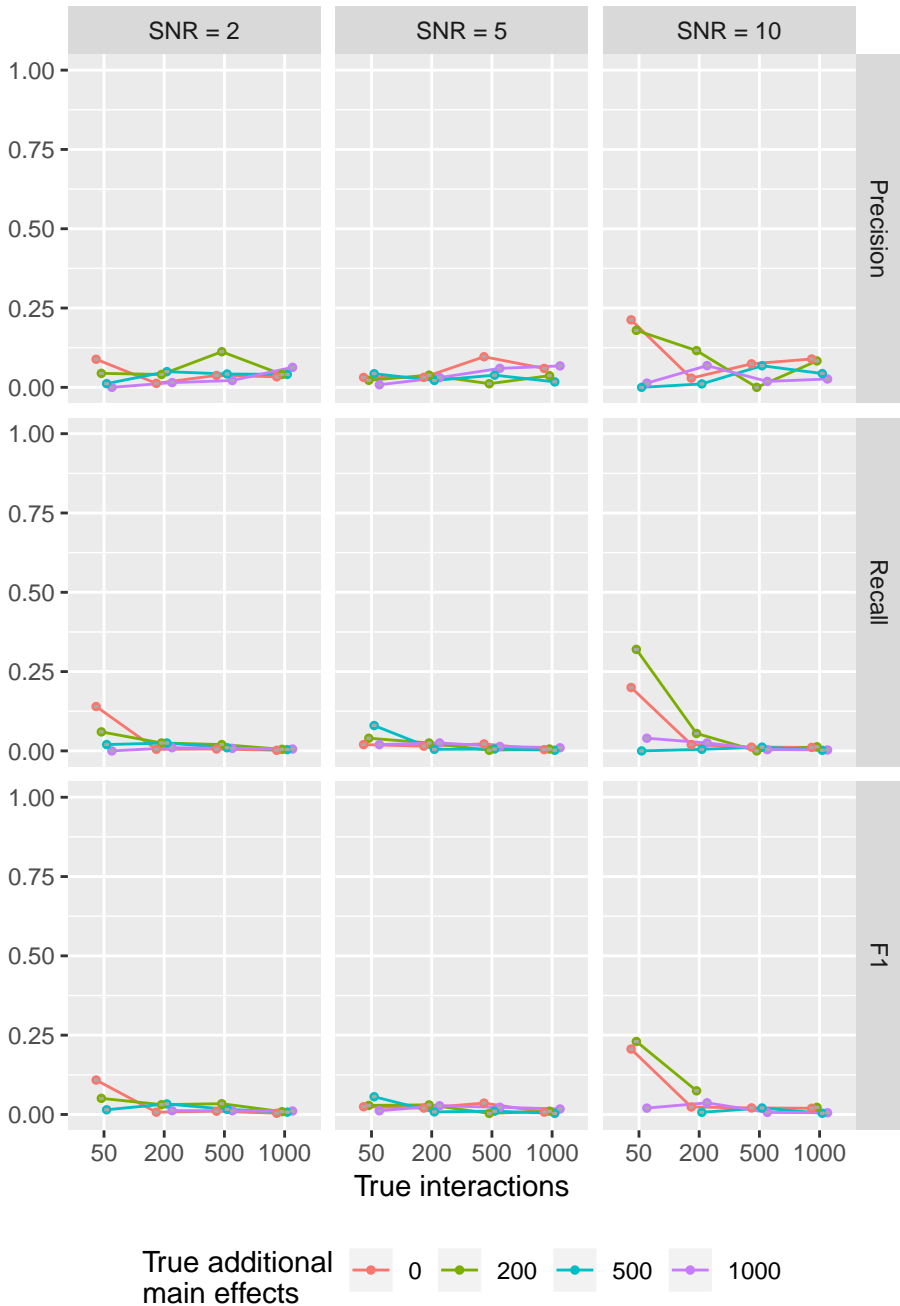 SNR = 2
SNR = 5
SNR = 10
1.00
0.75
0.50
0.25
0.00
Precision
1.00
0.75
0.50
0.25
0.00
Recall
1.00
0.75
0.50
0.25
0.00
F1
50 200 500 1000
50 200 500 1000
50 200 500 1000
True interactions
True additional
main effects
0
200
500
1000